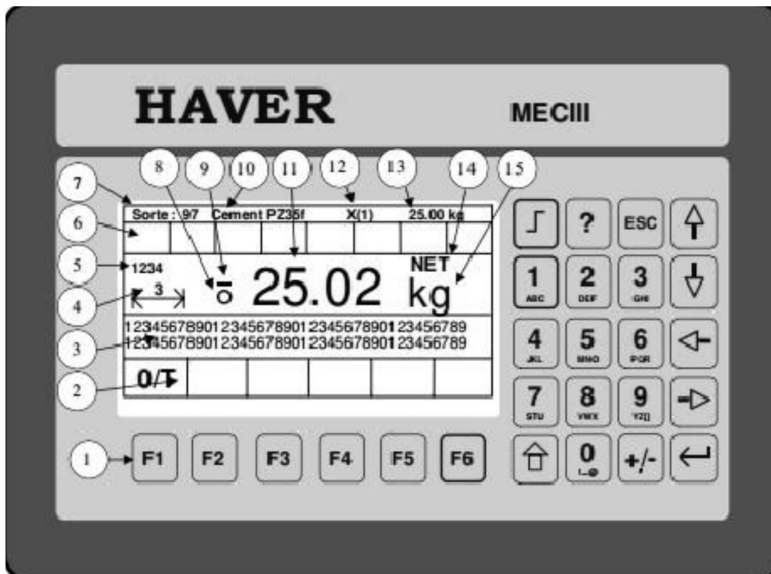 HAVER MECIII
8 9 10 11 12 13 14 15
7
Sorte : 97 Cement PZ35f X(1) 25.00 kg
6
5
1234
NET
25.02 kg
4
3
3
123456789012345678901234567890123456789
123456789012345678901234567890123456789
2
0/T
1
F1 F2 F3 F4 F5 F6
? ESC
1 ABC 2 DEF 3 GHI
4 JKL 5 MNO 6 PQR
7 STU 8 VWX 9 YZ[]
0 !..@ +/-